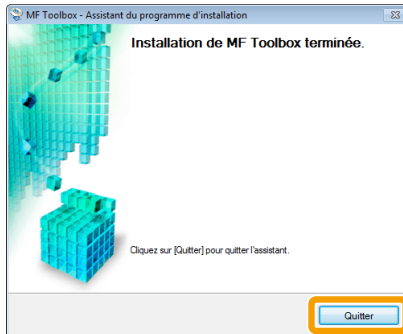 MF Toolbox - Assistant du programme d'installation
Installation de MF Toolbox terminée.
Cliquez sur [Quitter] pour quitter l'assistant.
Quitter